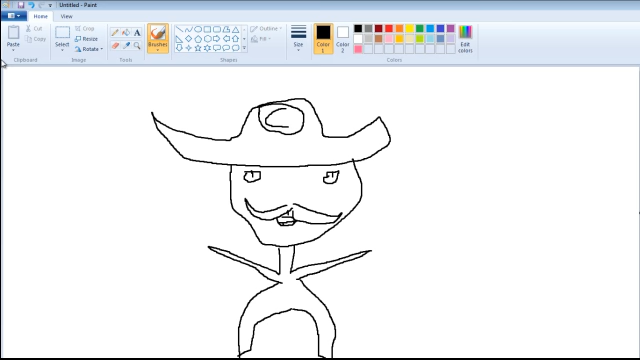 Untitled - Paint
Home View
Paste
Cut
Copy
Clipboard
Select
Crop
Resize
Rotate
Image
A
Tools
Brushes
Shapes
Outline
Fill
Size
Color
1
Color
2
Edit
colors
Colors